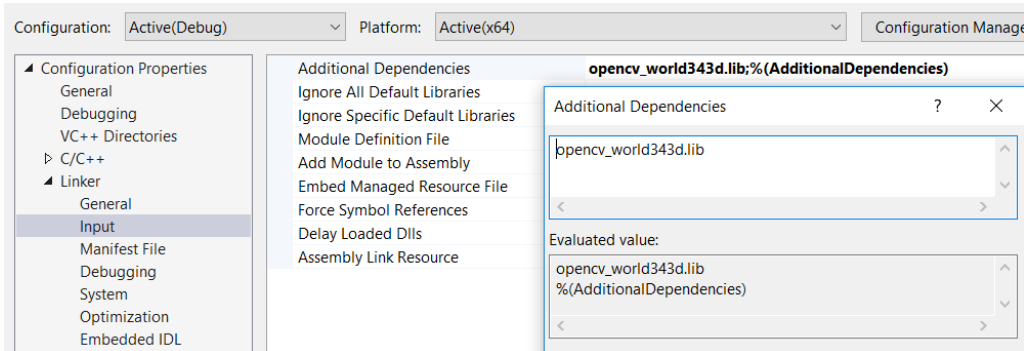 Configuration: Active(Debug) Platform: Active(x64) Configuration Manage
Configuration Properties
General
Debugging
VC++ Directories
C/C++
Linker
General
Input
Manifest File
Debugging
System
Optimization
Embedded IDL
Additional Dependencies opencv_world343d.lib;%(AdditionalDependencies)
Ignore All Default Libraries
Ignore Specific Default Libraries
Module Definition File
Add Module to Assembly
Embed Managed Resource File
Force Symbol References
Delay Loaded Dlls
Assembly Link Resource
Additional Dependencies ?
opencv_world343d.lib
Evaluated value:
opencv_world343d.lib
%(AdditionalDependencies)